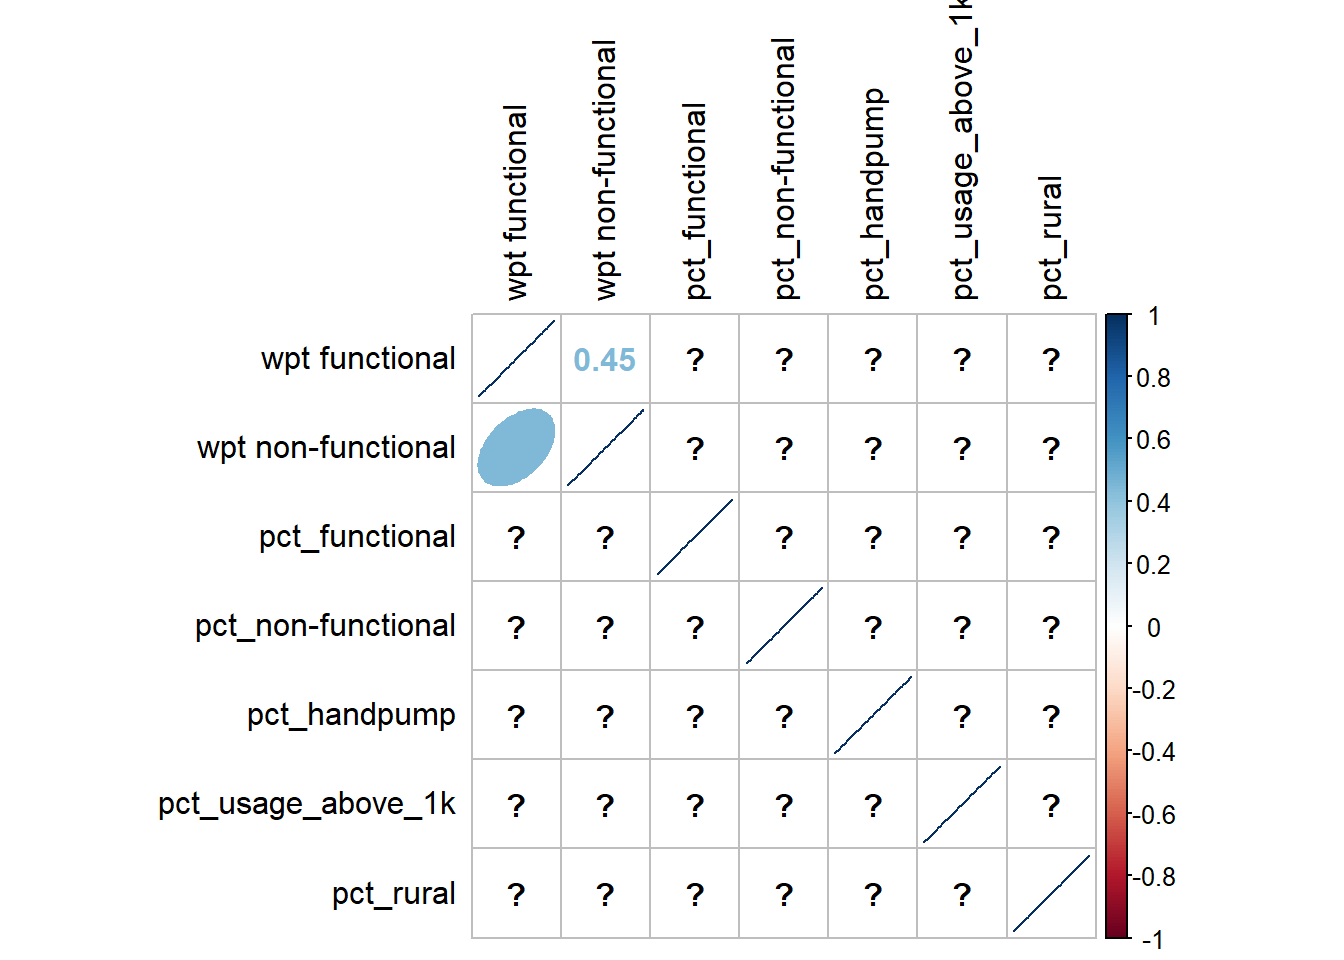 wpt functional
wpt non-functional
pct_functional
pct_non-functional
pct_handpump
pct_usage_above_1k
pct_rural
wpt functional 0.45 ? ? ? ? ?
wpt non-functional ? ? ? ? ?
pct_functional ? ? ? ? ? ?
pct_non-functional ? ? ? ? ? ?
pct_handpump ? ? ? ? ? ?
pct_usage_above_1k ? ? ? ? ? ?
pct_rural ? ? ? ? ? ?
1
0.8
0.6
0.4
0.2
0
-0.2
-0.4
-0.6
-0.8
-1